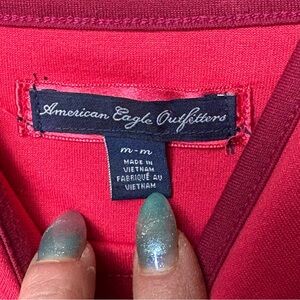 American Eagle Outfitters
m-m
MADE IN
VIETNAM
FABRIQUÉ AU
VIETNAM